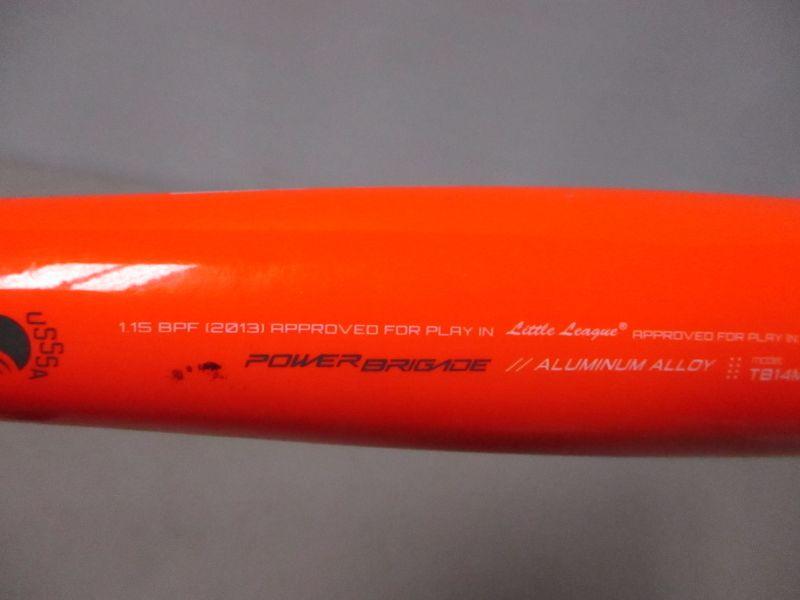 USSSA
1.15 BPF (2013) APPROVED FOR PLAY IN Little League® APPROVED FOR PLAY IN:
POWER BRIGADE // ALUMINUM ALLOY
MODEL
TB14M